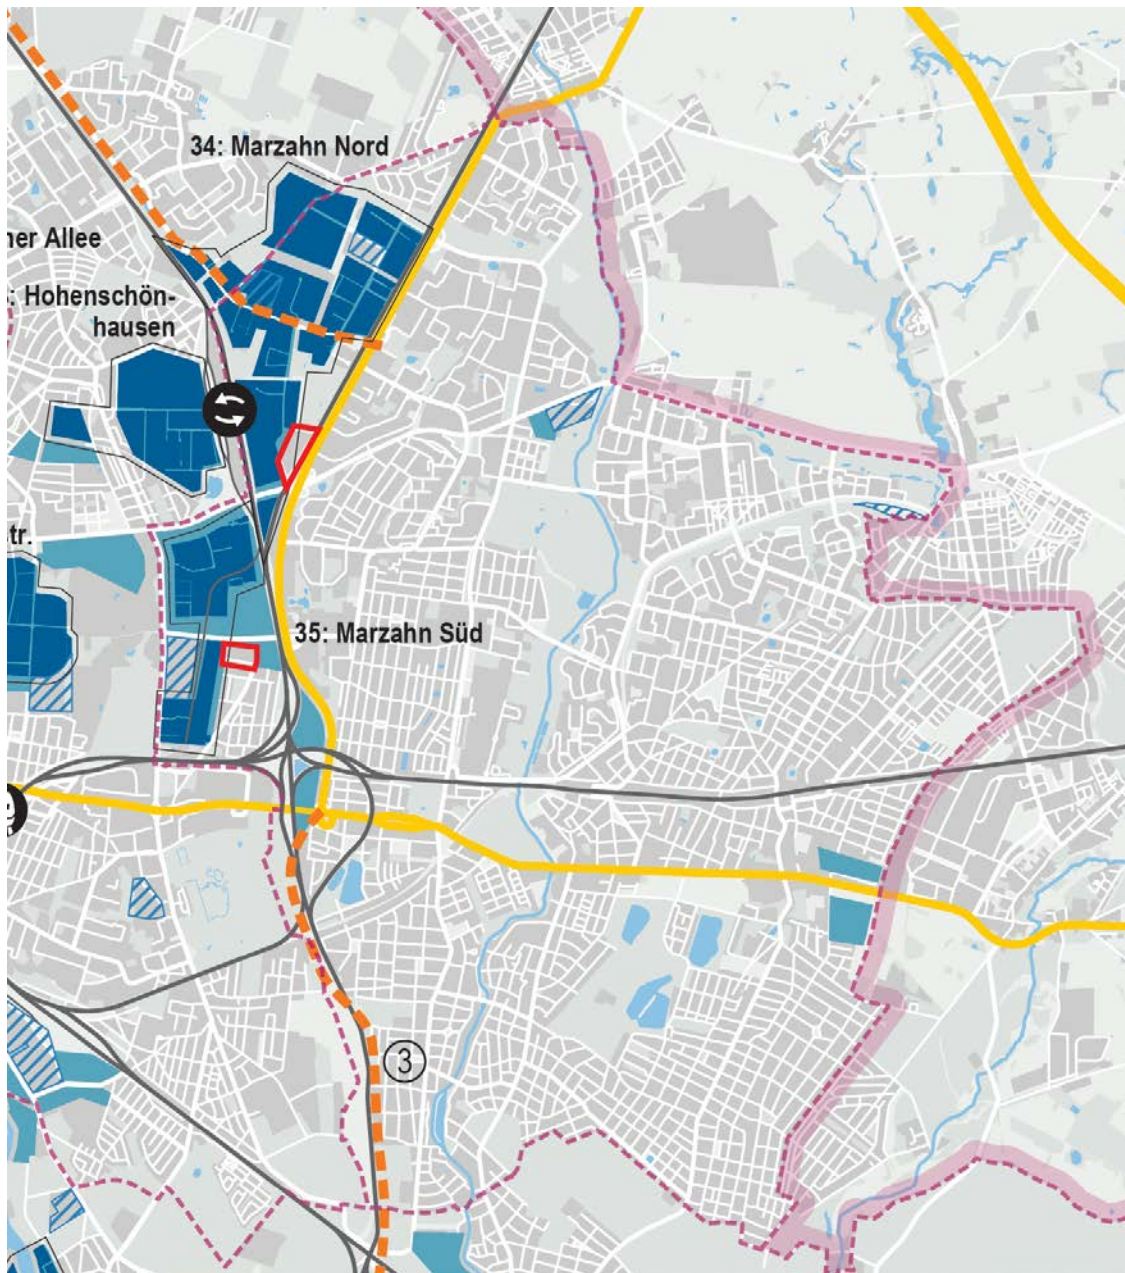 34: Marzahn Nord
ner Allee
: Hohenschön-
hausen
tr.
35: Marzahn Süd
3